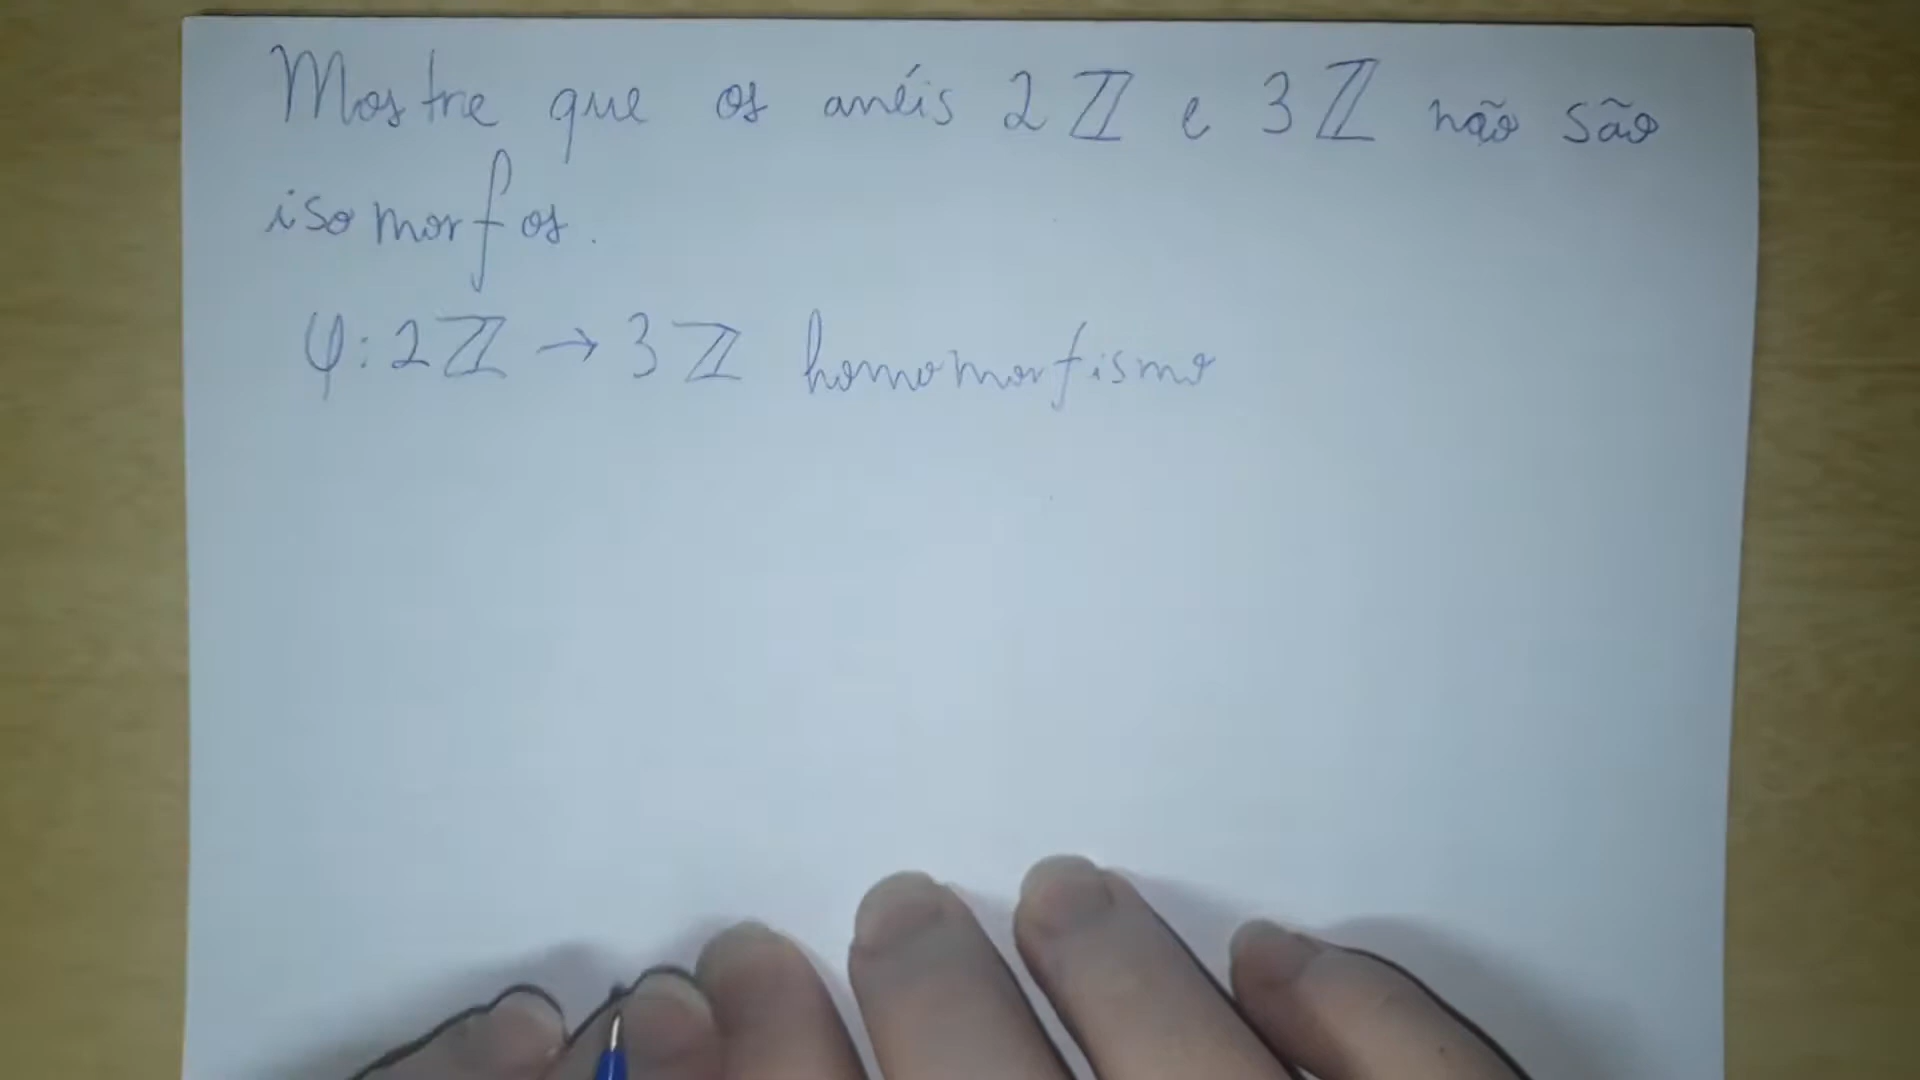 Mostre que os anéis 2ℤ e 3ℤ não são
isomorfos.
φ: 2ℤ → 3ℤ homomorfismo